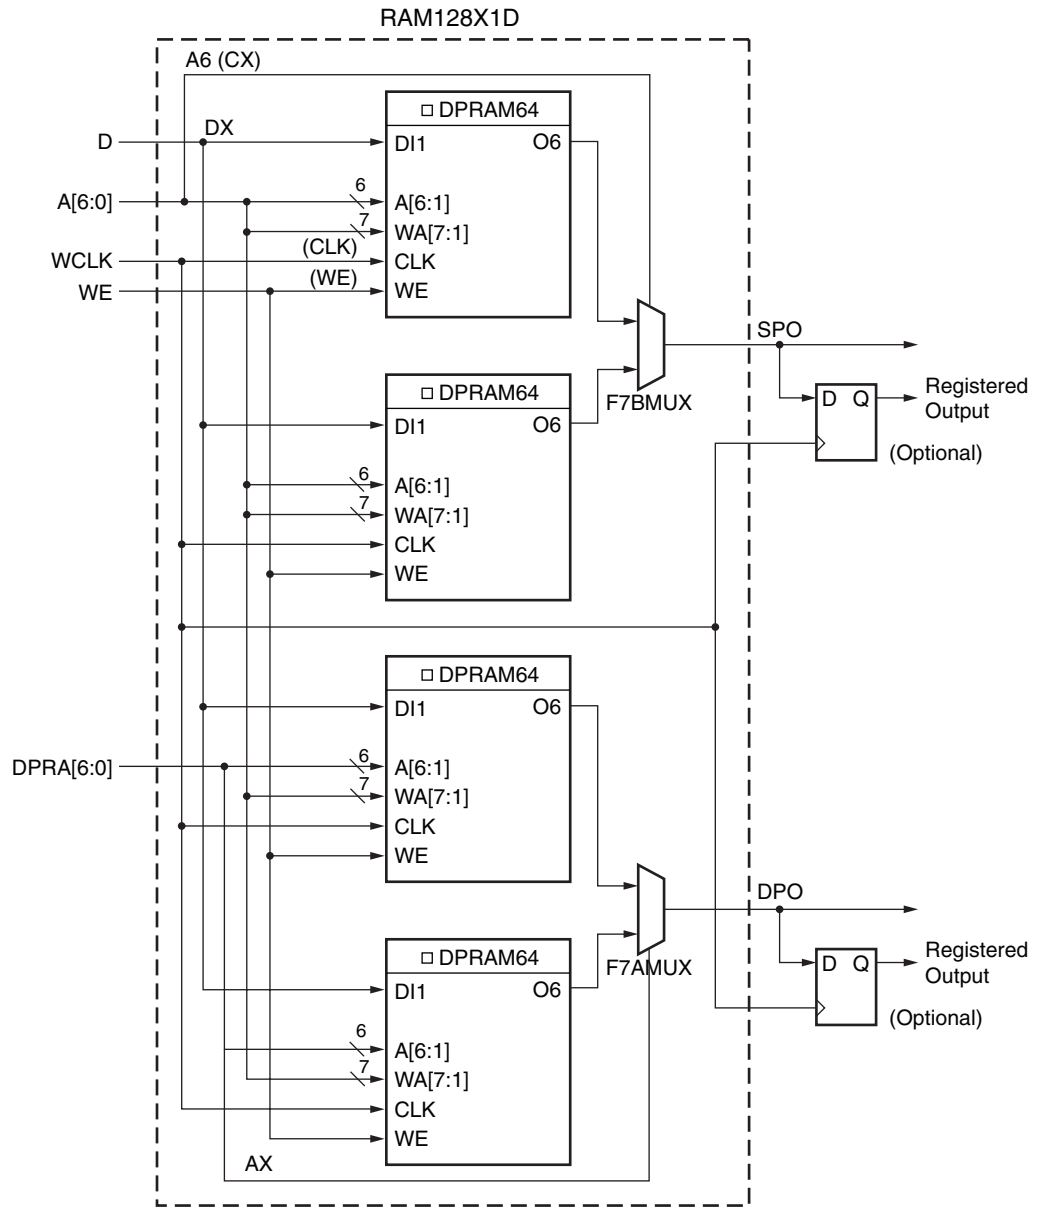 RAM128X1D
A6 (CX)
DPRAM64
D
DX
DI1
O6
A[6:0]
6
A[6:1]
7
WA[7:1]
WCLK
(CLK)
CLK
WE
(WE)
WE
SPO
F7BMUX
D Q
Registered
Output
(Optional)
DPRAM64
DI1
O6
6
A[6:1]
7
WA[7:1]
CLK
WE
DPRAM64
DI1
O6
DPRA[6:0]
6
A[6:1]
7
WA[7:1]
CLK
WE
DPO
F7AMUX
D Q
Registered
Output
(Optional)
DPRAM64
DI1
O6
6
A[6:1]
7
WA[7:1]
CLK
WE
AX